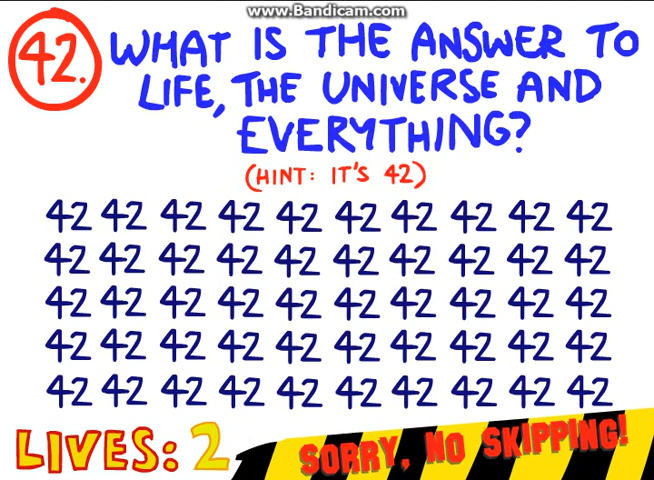 www.Bandicam.com
42. WHAT IS THE ANSWER TO
LIFE, THE UNIVERSE AND
EVERYTHING?
(HINT: IT'S 42)
42 42 42 42 42 42 42 42 42 42
42 42 42 42 42 42 42 42 42 42
42 42 42 42 42 42 42 42 42 42
42 42 42 42 42 42 42 42 42 42
42 42 42 42 42 42 42 42 42 42
LIVES: 2 SORRY, NO SKIPPING!